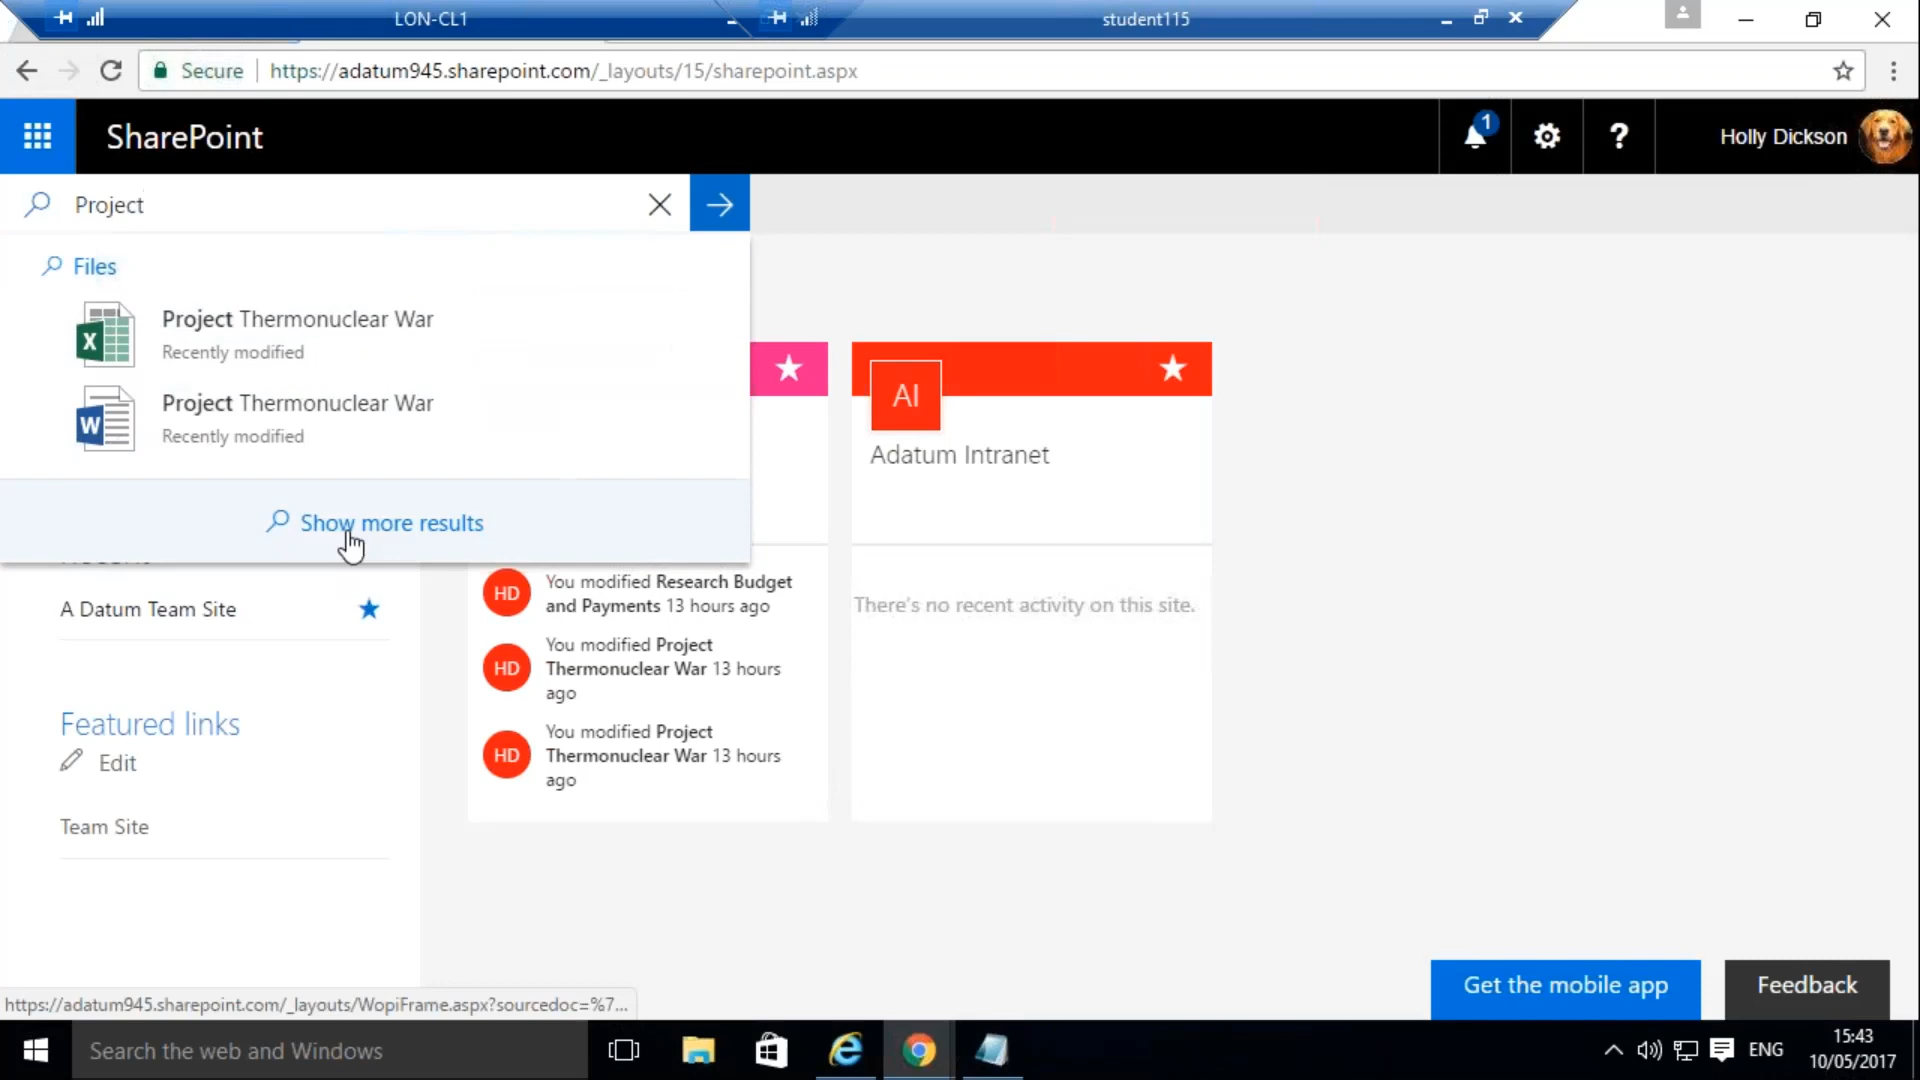 LON-CL1
student115
Secure
https://adatum945.sharepoint.com/_layouts/15/sharepoint.aspx
SharePoint
1
?
Holly Dickson
Project
Files
Project Thermonuclear War
Recently modified
Project Thermonuclear War
Recently modified
Show more results
AI
Adatum Intranet
A Datum Team Site
Featured links
Edit
Team Site
HD
You modified Research Budget
and Payments 13 hours ago
HD
You modified Project
Thermonuclear War 13 hours
ago
HD
You modified Project
Thermonuclear War 13 hours
ago
There's no recent activity on this site.
Get the mobile app
Feedback
https://adatum945.sharepoint.com/_layouts/WopiFrame.aspx?sourcedoc=%7...
Search the web and Windows
ENG
15:43
10/05/2017